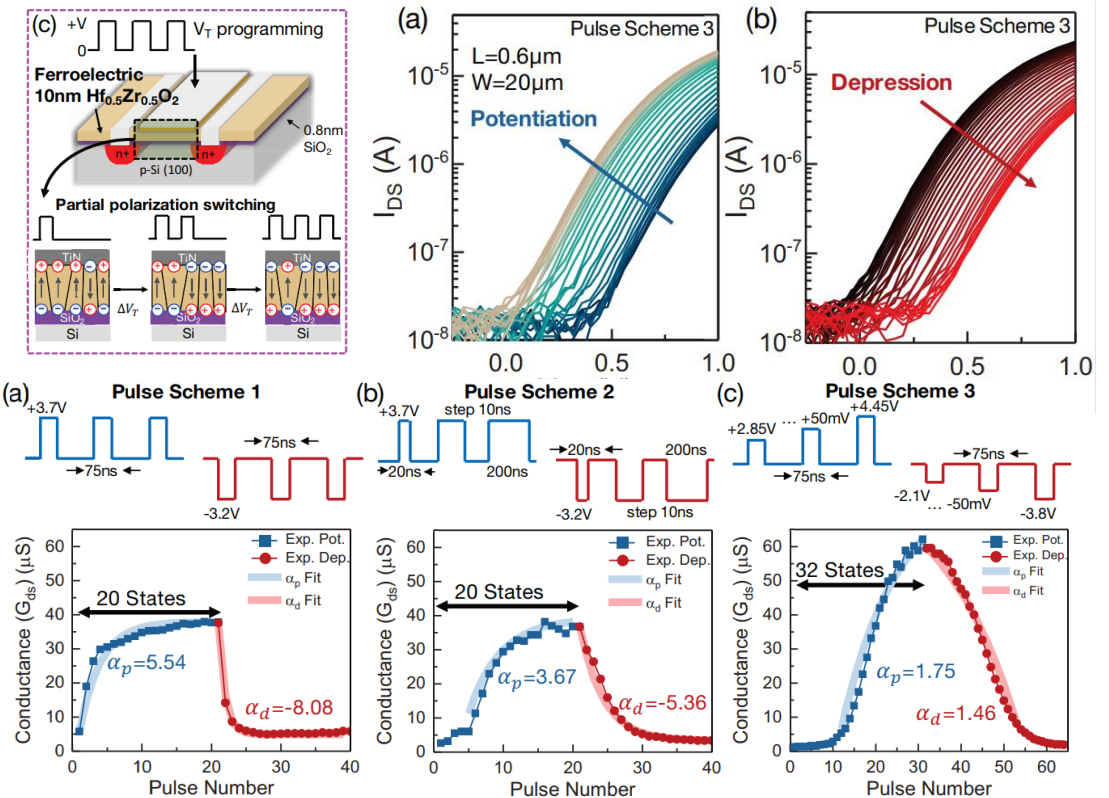 (c)
+V
0
V_T programming
Ferroelectric
10nm Hf0.5Zr0.5O2
0.8nm
SiO2
n+
n+
p-Si (100)
Partial polarization switching
TiN
TiN
TiN
ΔV_T
ΔV_T
SiO2
SiO2
SiO2
Si
Si
Si
(a)
Pulse Scheme 3
L=0.6μm
W=20μm
Potentiation
I_DS (A)
10^-5
10^-6
10^-7
10^-8
0.0
0.5
1.0
(b)
Pulse Scheme 3
Depression
I_DS (A)
10^-5
10^-6
10^-7
10^-8
0.0
0.5
1.0
(a)
Pulse Scheme 1
+3.7V
75ns
75ns
-3.2V
Conductance (G_ds) (μS)
60
50
40
30
20
10
0
Exp. Pot.
Exp. Dep.
α_p Fit
α_d Fit
20 States
α_p=5.54
α_d=-8.08
0
10
20
30
40
Pulse Number
(b)
Pulse Scheme 2
+3.7V
step 10ns
20ns
200ns
20ns
200ns
-3.2V
step 10ns
Conductance (G_ds) (μS)
60
50
40
30
20
10
0
Exp. Pot.
Exp. Dep.
α_p Fit
α_d Fit
20 States
α_p=3.67
α_d=-5.36
0
10
20
30
40
Pulse Number
(c)
Pulse Scheme 3
+2.85V
... +50mV
+4.45V
75ns
75ns
-2.1V
... -50mV
-3.8V
Conductance (G_ds) (μS)
60
50
40
30
20
10
0
Exp. Pot.
Exp. Dep.
α_p Fit
α_d Fit
32 States
α_p=1.75
α_d=1.46
0
10
20
30
40
50
60
Pulse Number